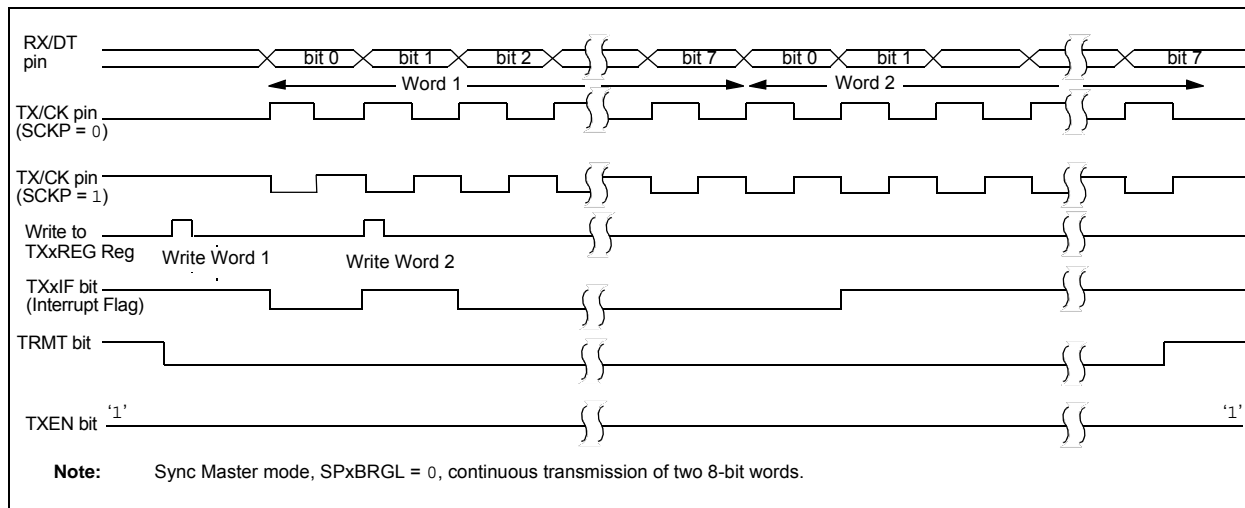 RX/DT
pin
bit 0 bit 1 bit 2 bit 7 bit 0 bit 1 bit 7
Word 1 Word 2
TX/CK pin
(SCKP = 0)
TX/CK pin
(SCKP = 1)
Write to
TXxREG Reg
Write Word 1 Write Word 2
TXxIF bit
(Interrupt Flag)
TRMT bit
TXEN bit ‘1’ ‘1’
Note: Sync Master mode, SPxBRGL = 0, continuous transmission of two 8-bit words.